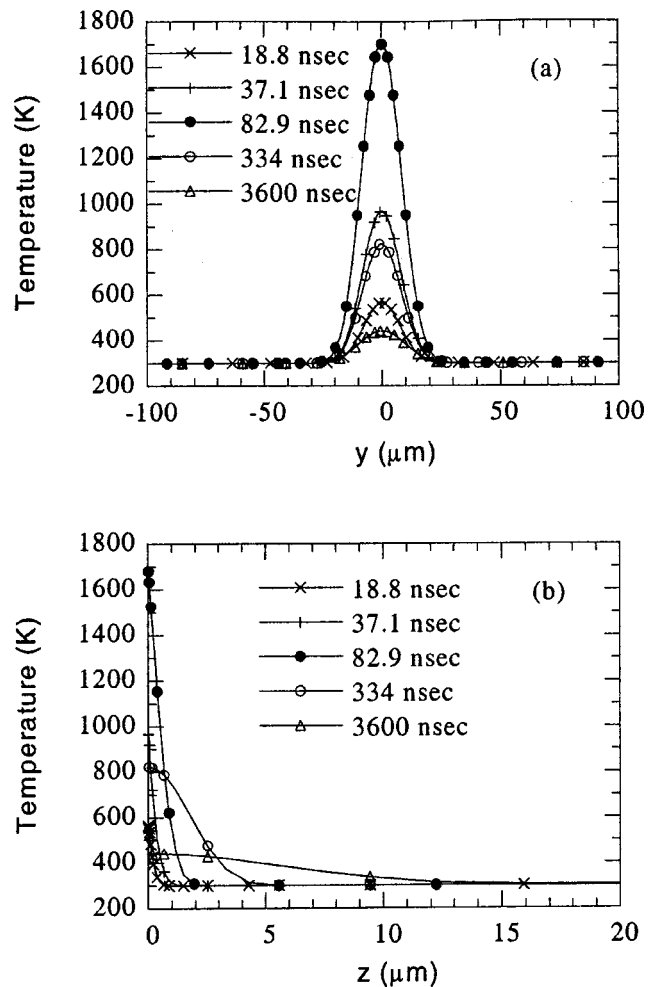 1800
1600
1400
1200
1000
800
600
400
200
Temperature (K)
18.8 nsec
37.1 nsec
82.9 nsec
334 nsec
3600 nsec
(a)
-100
-50
0
50
100
y (μm)
1800
1600
1400
1200
1000
800
600
400
200
Temperature (K)
18.8 nsec
37.1 nsec
82.9 nsec
334 nsec
3600 nsec
(b)
0
5
10
15
20
z (μm)